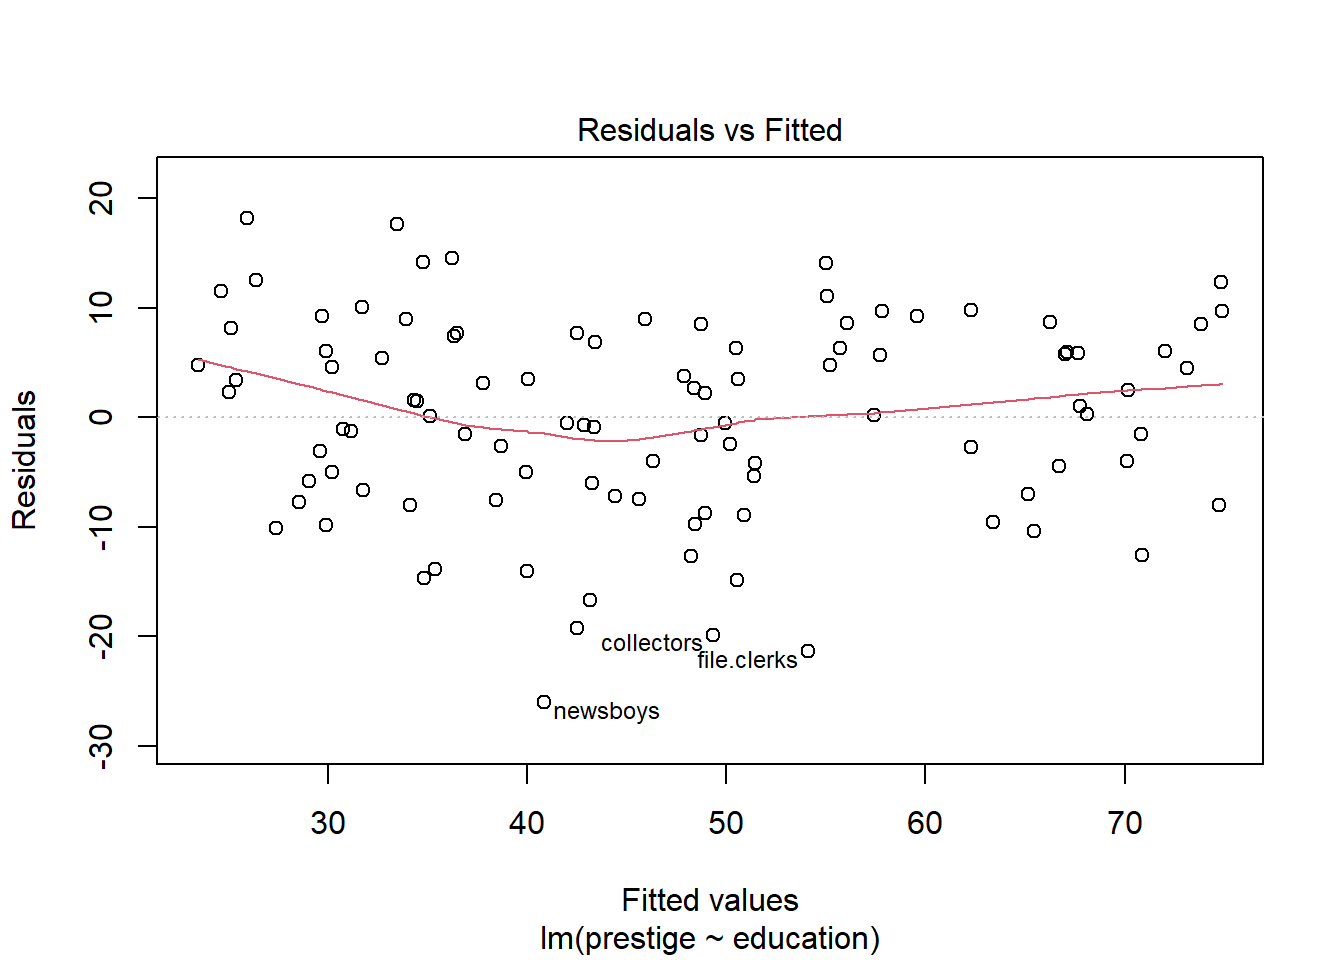 Residuals vs Fitted
Residuals
20
10
0
-10
-20
-30
collectors
file.clerks
newsboys
30 40 50 60 70
Fitted values
lm(prestige ~ education)